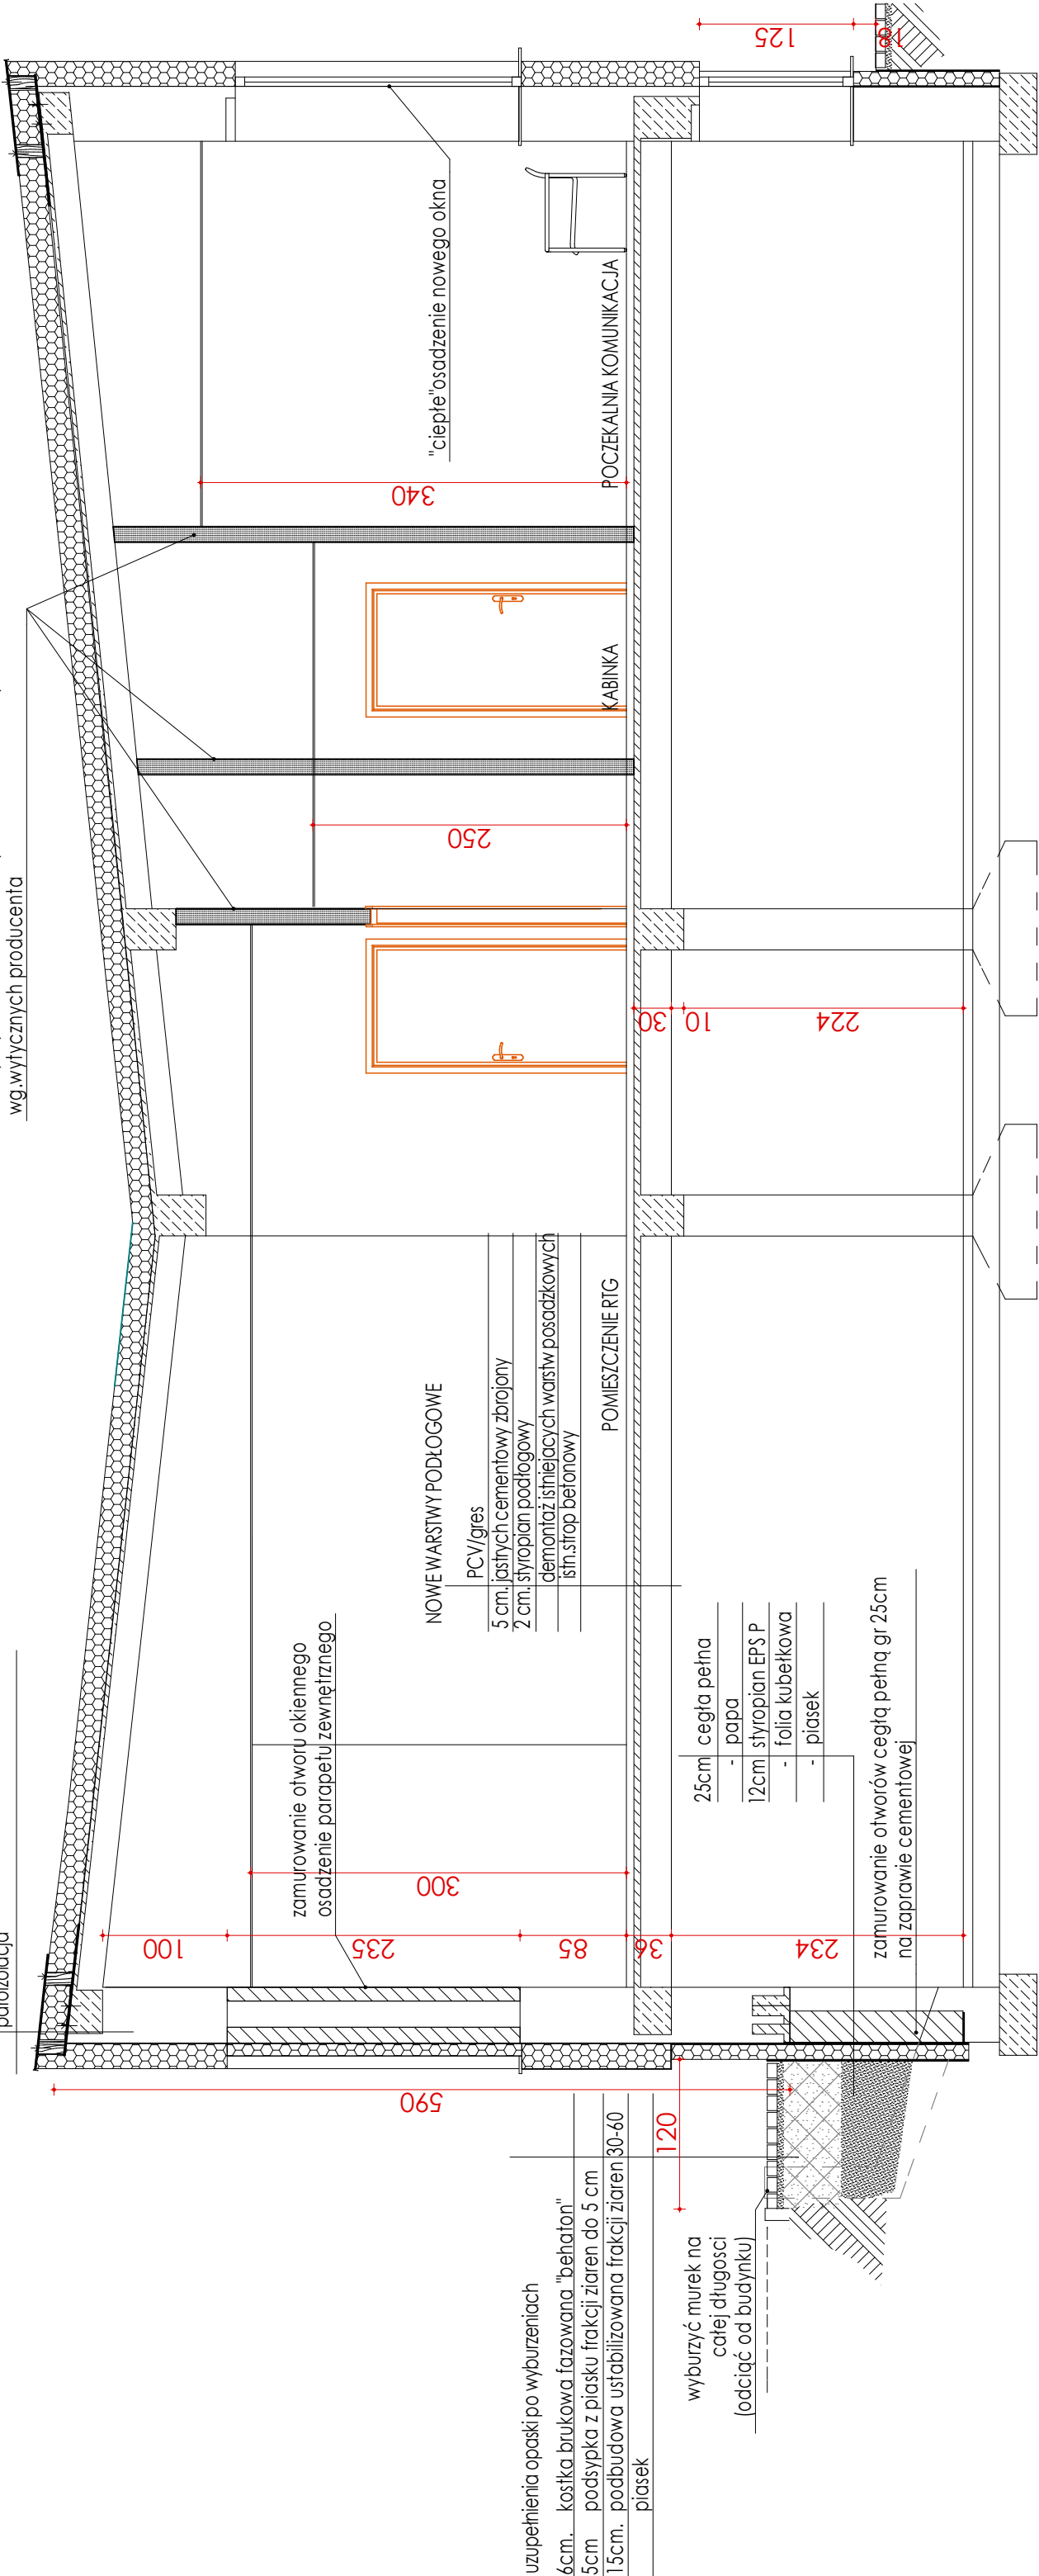 wg.wytycznych producenta
paroizolacja
"ciepłe"osadzenie nowego okna
POCZEKALNIA KOMUNIKACJA
KABINKA
POMIESZCZENIE RTG
NOWE WARSTWY PODŁOGOWE
PCV/gres
5 cm. jastrych cementowy zbrojony
2 cm. styropian podłogowy
demontaż istniejacych warstw posadzkowych
istn.strop betonowy
zamurowanie otworu okiennego
osadzenie parapetu zewnętrznego
25cm cegła pełna
- papa
12cm styropian EPS P
- folia kubełkowa
- piasek
zamurowanie otworów cegłą pełną gr 25cm
na zaprawie cementowej
uzupełnienia opaski po wyburzeniach
6cm. kostka brukowa fazowana "behaton"
5cm podsypka z piasku frakcji ziaren do 5 cm
15cm. podbudowa ustabilizowana frakcji ziaren 30-60
piasek
wyburzyć murek na
całej długosci
(odciąć od budynku)
125
18
340
250
30
10
224
300
100
235
85
36
234
590
120